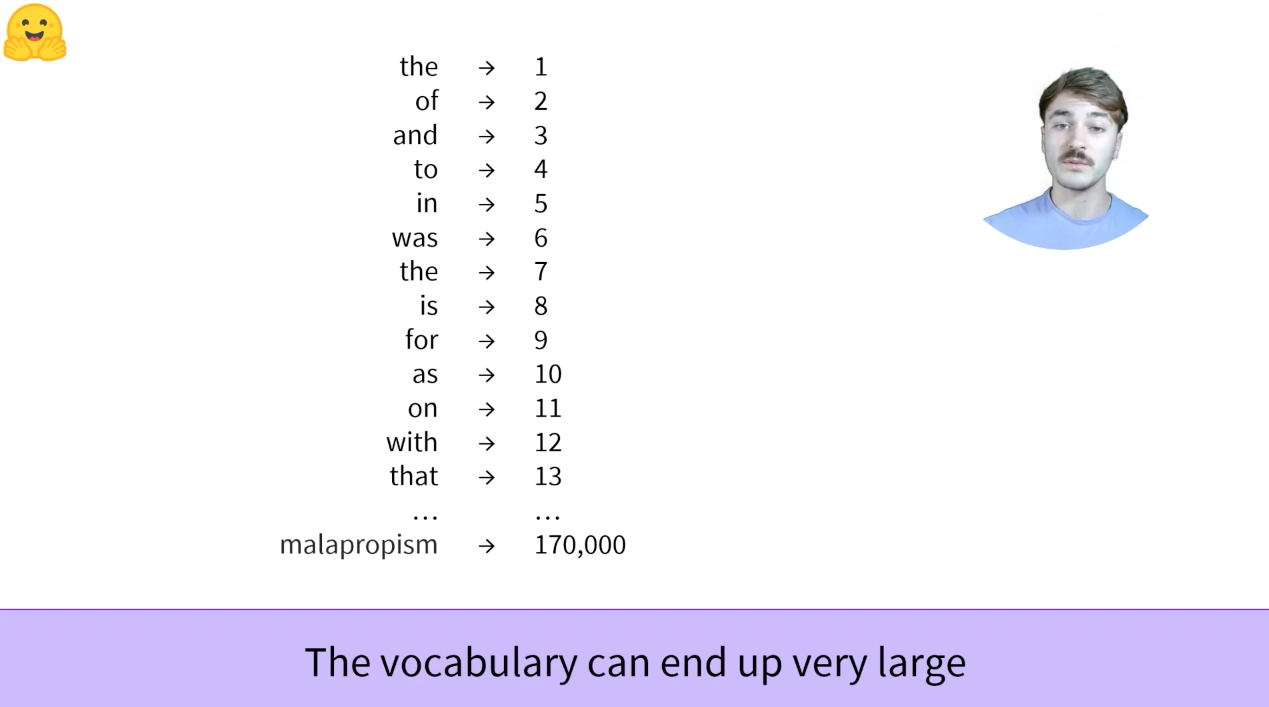 the → 1
of → 2
and → 3
to → 4
in → 5
was → 6
the → 7
is → 8
for → 9
as → 10
on → 11
with → 12
that → 13
... ...
malapropism → 170,000
The vocabulary can end up very large